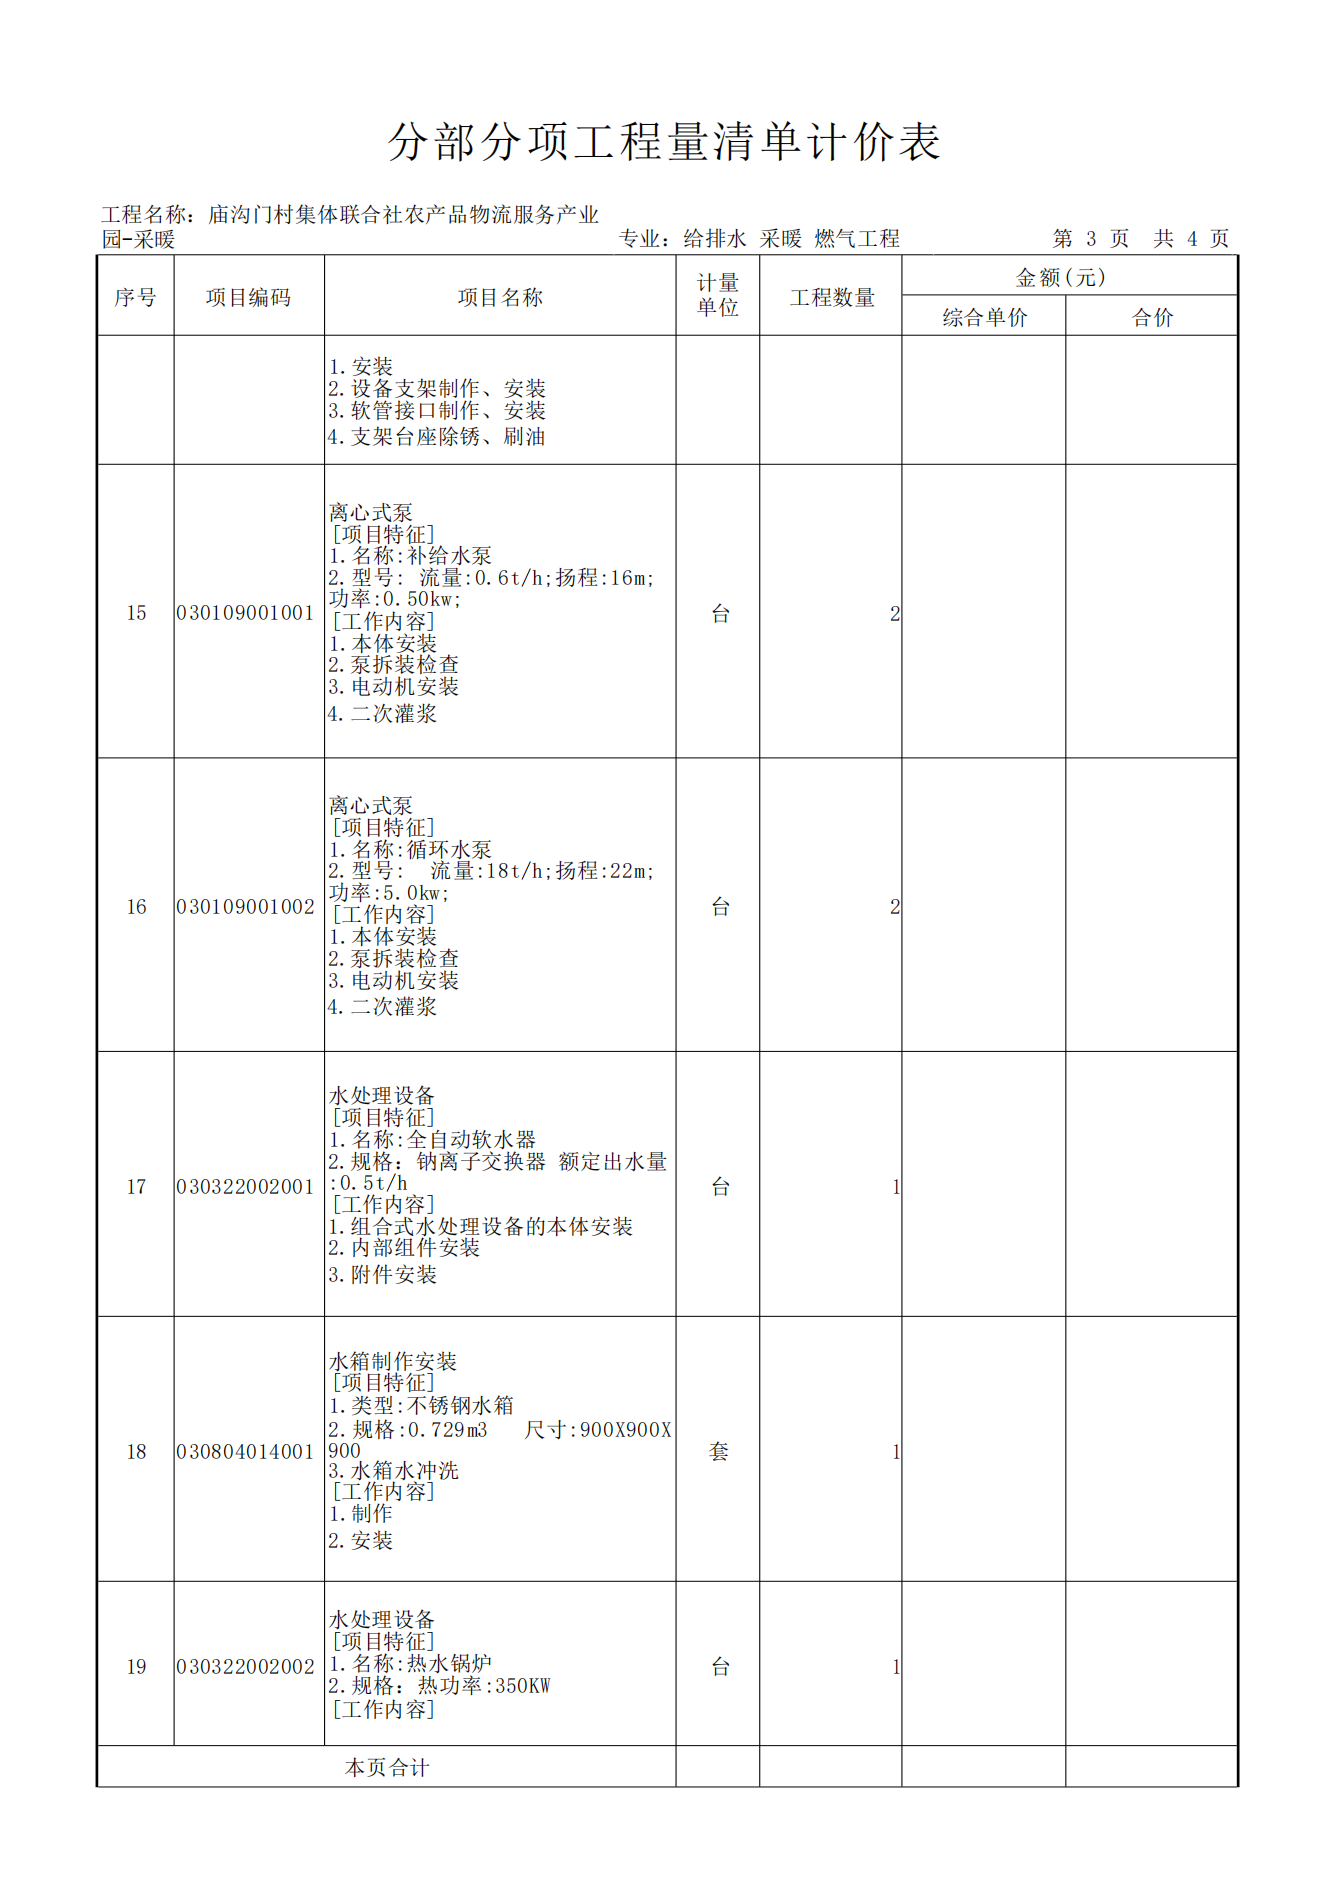 分部分项工程量清单计价表
工程名称：庙沟门村集体联合社农产品物流服务产业
园-采暖
专业：给排水 采暖 燃气工程
第 3 页 共 4 页
序号
项目编码
项目名称
计量
单位
工程数量
金额(元)
综合单价
合价
1.安装
2.设备支架制作、安装
3.软管接口制作、安装
4.支架台座除锈、刷油
15
030109001001
离心式泵
[项目特征]
1.名称:补给水泵
2.型号: 流量:0.6t/h;扬程:16m;
功率:0.50kw;
[工作内容]
1.本体安装
2.泵拆装检查
3.电动机安装
4.二次灌浆
台
2
16
030109001002
离心式泵
[项目特征]
1.名称:循环水泵
2.型号: 流量:18t/h;扬程:22m;
功率:5.0kw;
[工作内容]
1.本体安装
2.泵拆装检查
3.电动机安装
4.二次灌浆
台
2
17
030322002001
水处理设备
[项目特征]
1.名称:全自动软水器
2.规格：钠离子交换器 额定出水量
:0.5t/h
[工作内容]
1.组合式水处理设备的本体安装
2.内部组件安装
3.附件安装
台
1
18
030804014001
水箱制作安装
[项目特征]
1.类型:不锈钢水箱
2.规格:0.729m3 尺寸:900X900X
900
3.水箱水冲洗
[工作内容]
1.制作
2.安装
套
1
19
030322002002
水处理设备
[项目特征]
1.名称:热水锅炉
2.规格：热功率:350KW
[工作内容]
台
1
本页合计